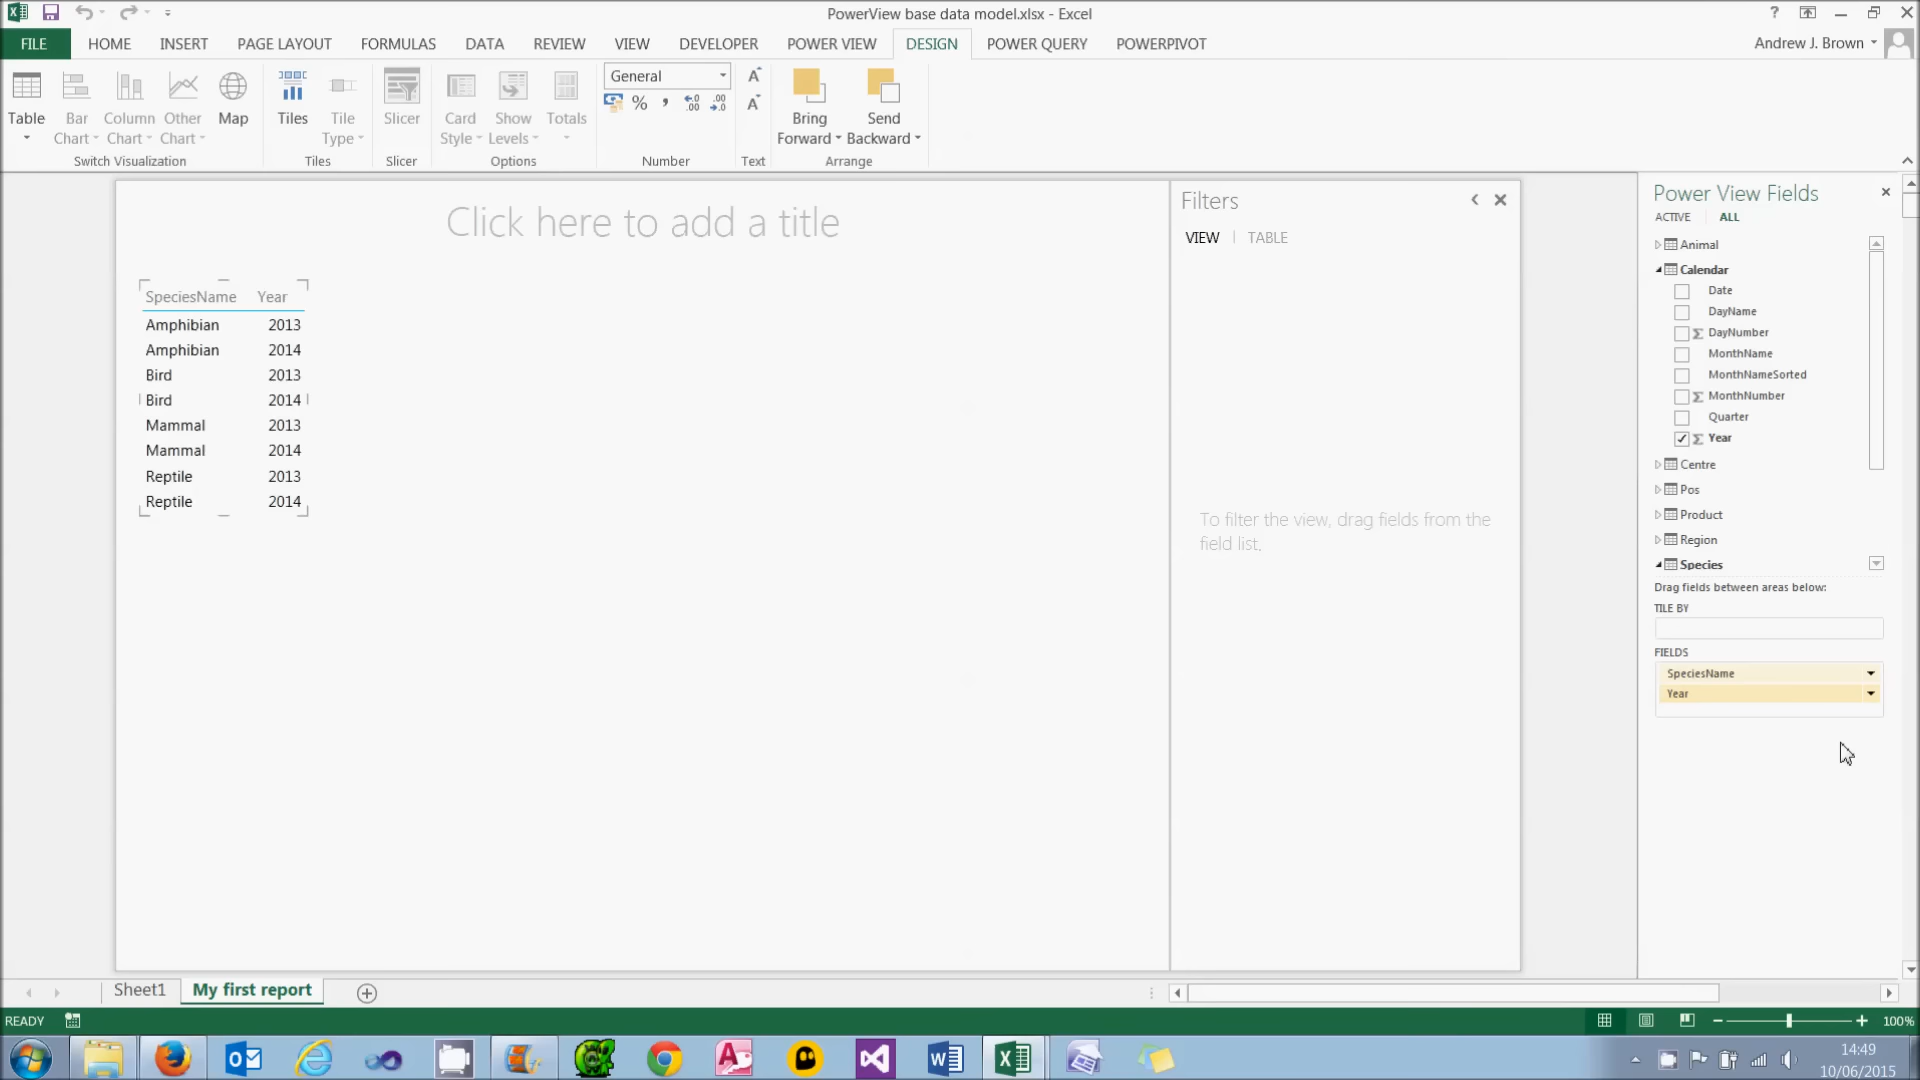 PowerView base data model.xlsx - Excel
FILE HOME INSERT PAGE LAYOUT FORMULAS DATA REVIEW VIEW DEVELOPER POWER VIEW DESIGN POWER QUERY POWERPIVOT
Andrew J. Brown
Table
Bar Chart
Column Chart
Other Chart
Map
Switch Visualization
Tiles
Tile Type
Tiles
Slicer
Slicer
Card Style
Show Levels
Totals
Options
General
% , .00 .00
Number
A A
Text
Bring Forward
Send Backward
Arrange
Click here to add a title
SpeciesName Year
Amphibian 2013
Amphibian 2014
Bird 2013
Bird 2014
Mammal 2013
Mammal 2014
Reptile 2013
Reptile 2014
Filters
VIEW | TABLE
To filter the view, drag fields from the
field list.
Power View Fields
ACTIVE ALL
Animal
Calendar
Date
DayName
Σ DayNumber
MonthName
MonthNameSorted
Σ MonthNumber
Quarter
Σ Year
Centre
Pos
Product
Region
Species
Drag fields between areas below:
TILE BY
FIELDS
SpeciesName
Year
Sheet1 My first report
READY
100%
14:49
10/06/2015